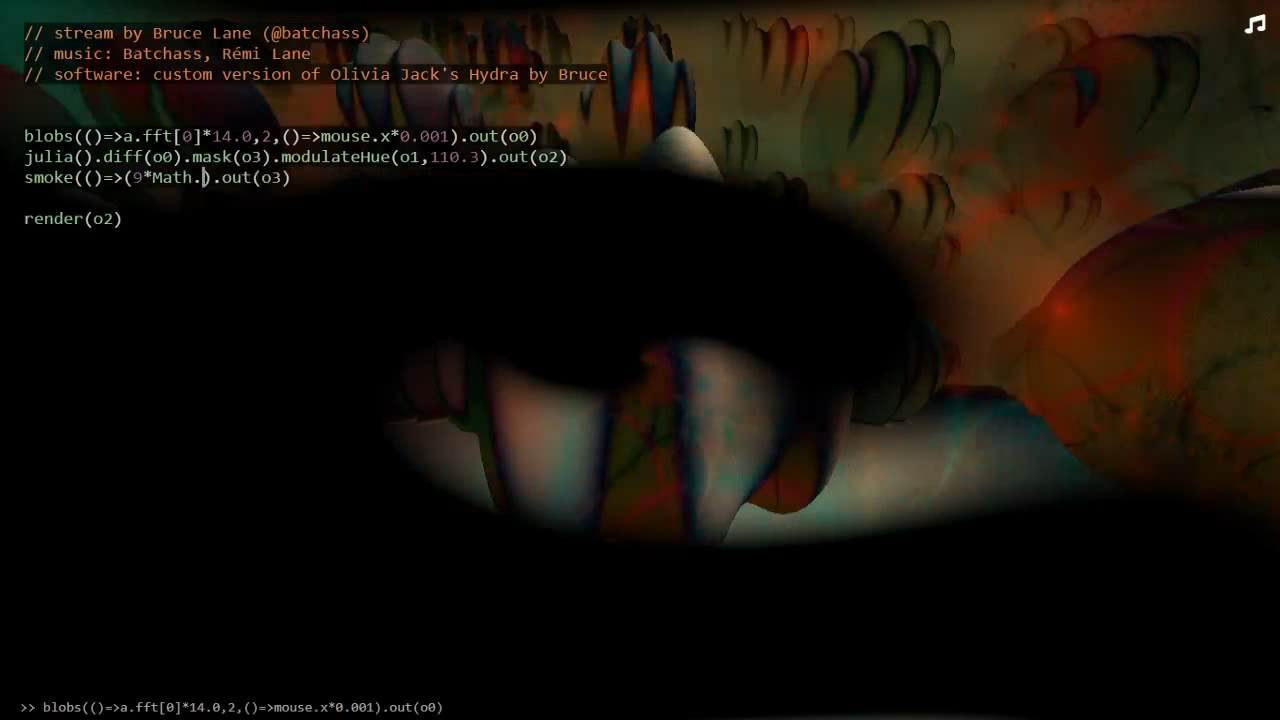 // stream by Bruce Lane (@batchass)
// music: Batchass, Rémi Lane
// software: custom version of Olivia Jack's Hydra by Bruce
blobs(()=>a.fft[0]*14.0,2,()=>mouse.x*0.001).out(o0)
julia().diff(o0).mask(o3).modulateHue(o1,110.3).out(o2)
smoke(()=>(9*Math.).out(o3)
render(o2)
>> blobs(()=>a.fft[0]*14.0,2,()=>mouse.x*0.001).out(o0)